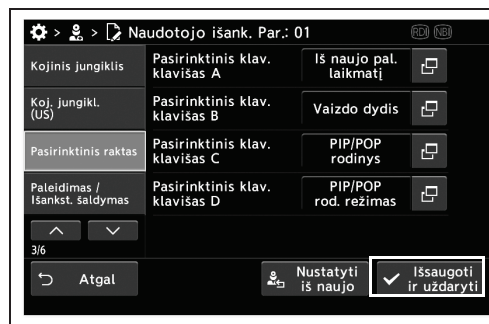 > > Naudotojo išank. Par.: 01 RDI NBI
Kojinis jungiklis
Koj. jungikl.
(US)
Pasirinktinis raktas
Paleidimas /
Išankst. šaldymas
3/6
Pasirinktinis klav.
klavišas A
Iš naujo pal.
laikmatį
Pasirinktinis klav.
klavišas B
Vaizdo dydis
Pasirinktinis klav.
klavišas C
PIP/POP
rodinys
Pasirinktinis klav.
klavišas D
PIP/POP
rod. režimas
Atgal
Nustatyti
iš naujo
Išsaugoti
ir uždaryti